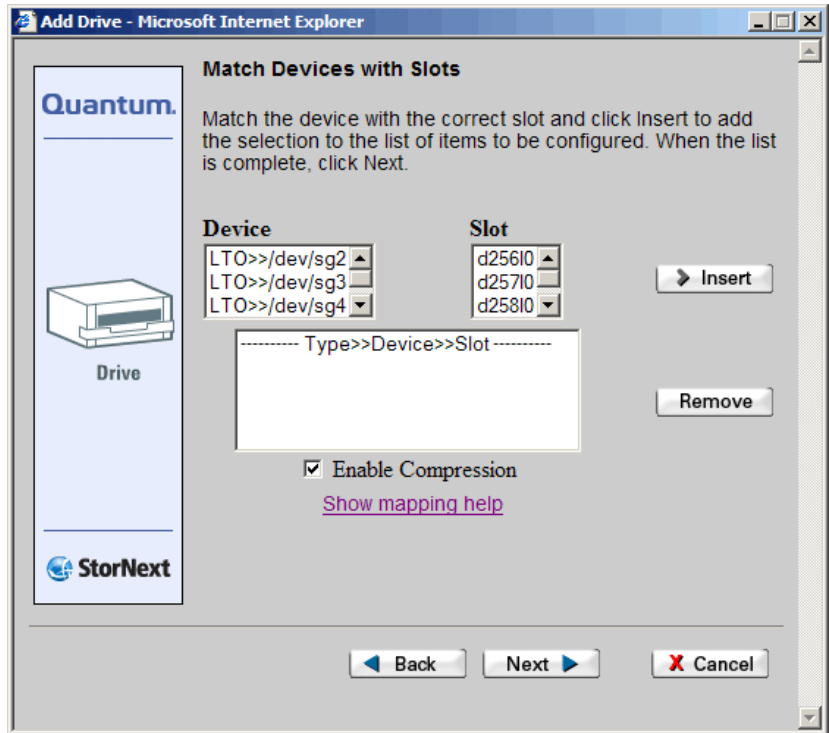 Add Drive - Microsoft Internet Explorer
Quantum.
Match Devices with Slots
Match the device with the correct slot and click Insert to add
the selection to the list of items to be configured. When the list
is complete, click Next.
Device
Slot
LTO>>/dev/sg2
LTO>>/dev/sg3
LTO>>/dev/sg4
d256l0
d257l0
d258l0
Insert
---------- Type>>Device>>Slot ----------
Remove
Drive
Enable Compression
Show mapping help
StorNext
Back
Next
X Cancel